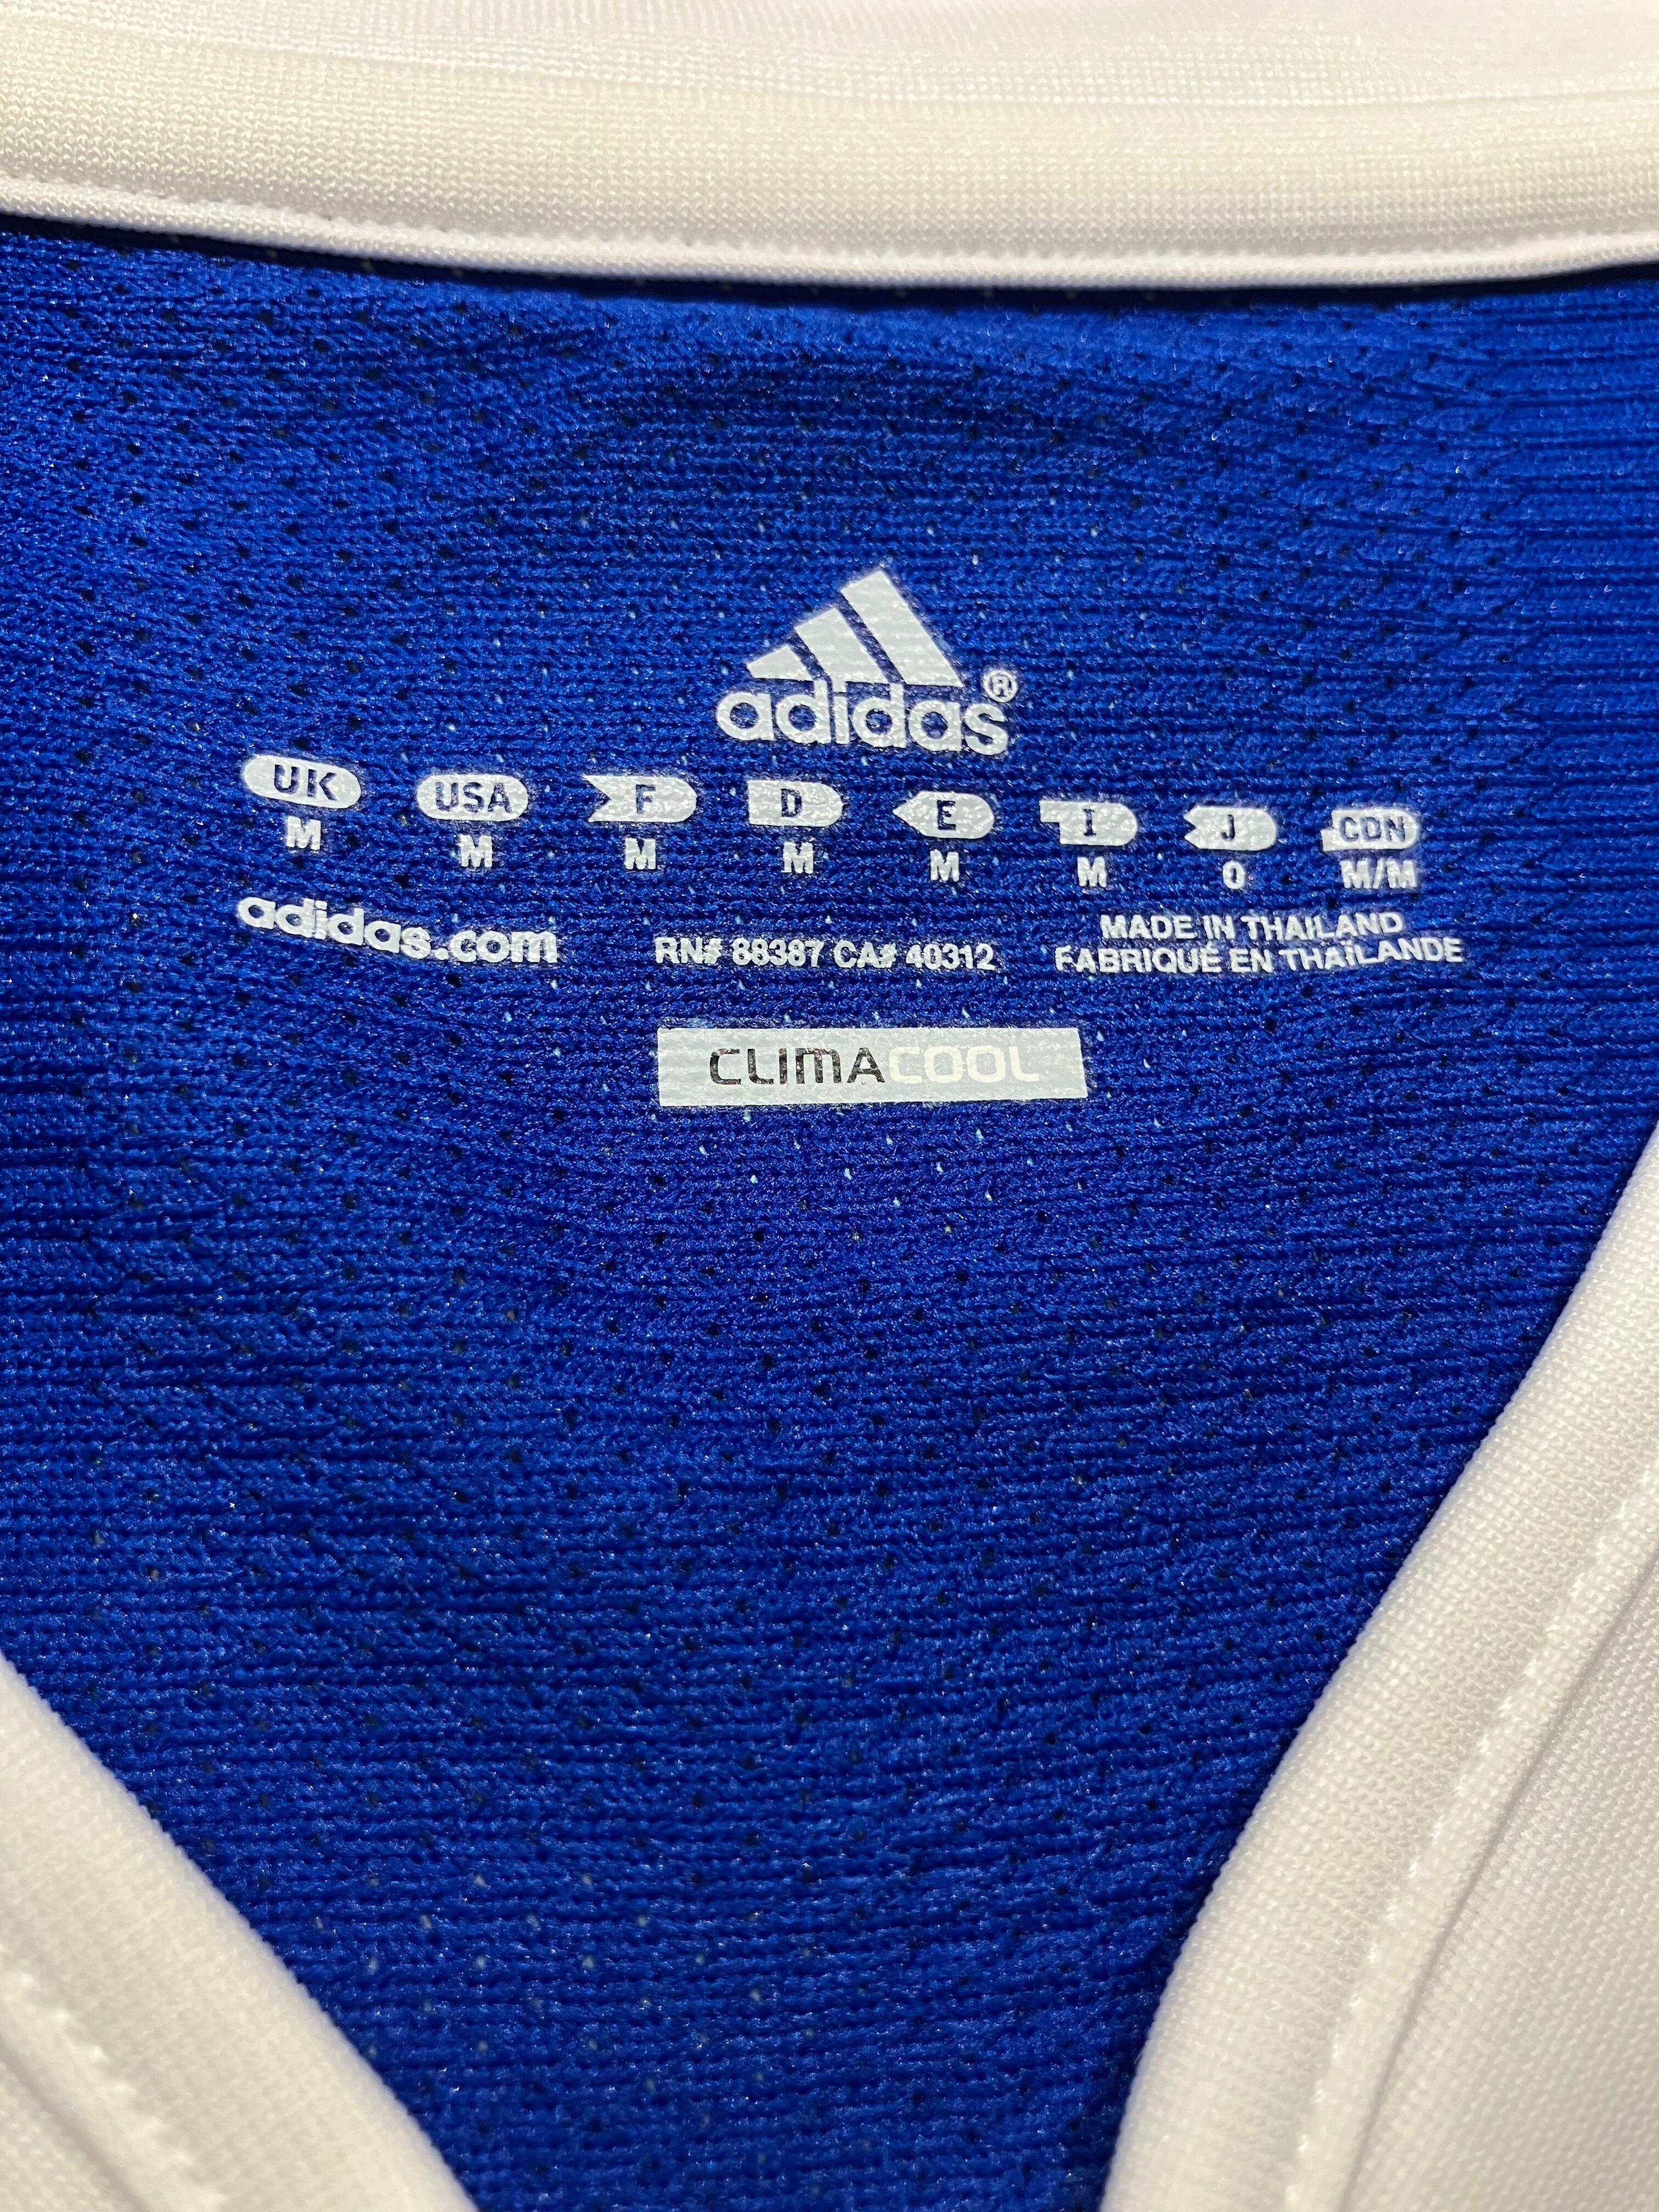 adidas®
UK USA F D E I J CDN
M M M M M M O M/M
adidas.com RN# 88387 CA# 40312 MADE IN THAILAND
FABRIQUÉ EN THAÏLANDE
CLIMACOOL